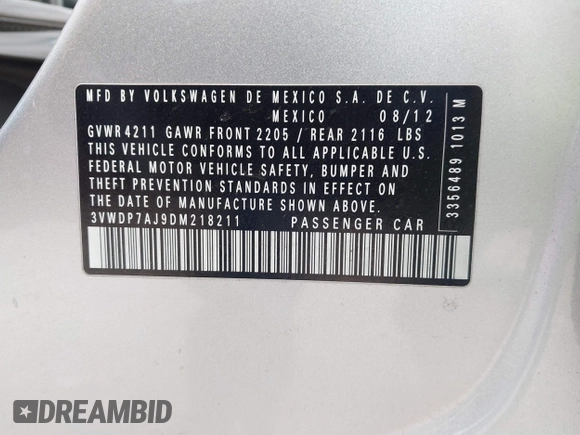 MFD BY VOLKSWAGEN DE MEXICO S.A. DE C.V.
MEXICO 08/12
GVWR 4211 GAWR FRONT 2205 / REAR 2116 LBS
THIS VEHICLE CONFORMS TO ALL APPLICABLE U.S.
FEDERAL MOTOR VEHICLE SAFETY, BUMPER AND
THEFT PREVENTION STANDARDS IN EFFECT ON
THE DATE OF MANUFACTURE SHOWN ABOVE.
3VWDP7AJ9DM218211 PASSENGER CAR
3356489 1013 M
DREAMBID